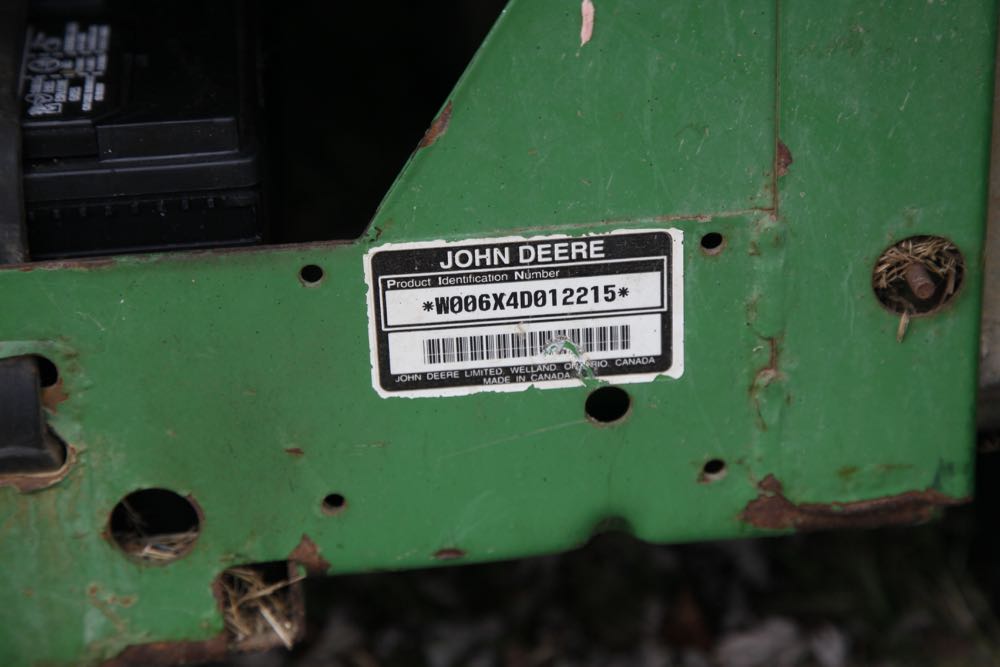 JOHN DEERE
Product Identification Number
*W006X4D012215*
JOHN DEERE LIMITED, WELLAND, ONTARIO, CANADA
MADE IN CANADA